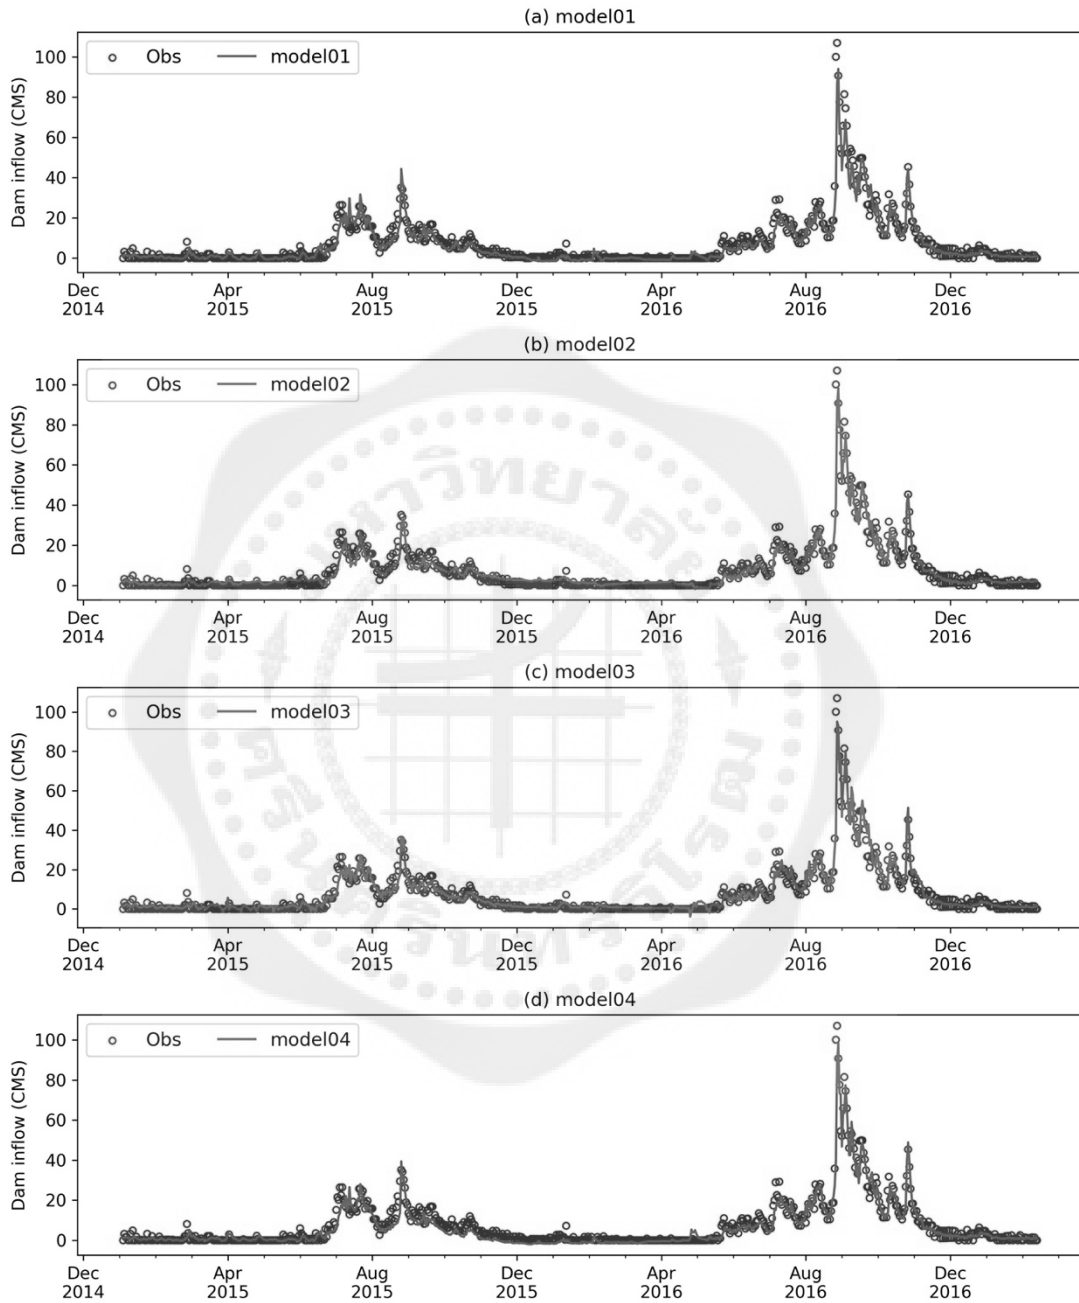 (a) model01
Obs model01
Dam inflow (CMS)
100
80
60
40
20
0
Dec Apr Aug Dec Apr Aug Dec
2014 2015 2015 2015 2016 2016 2016
(b) model02
Obs model02
Dam inflow (CMS)
100
80
60
40
20
0
Dec Apr Aug Dec Apr Aug Dec
2014 2015 2015 2015 2016 2016 2016
(c) model03
Obs model03
Dam inflow (CMS)
100
80
60
40
20
0
Dec Apr Aug Dec Apr Aug Dec
2014 2015 2015 2015 2016 2016 2016
(d) model04
Obs model04
Dam inflow (CMS)
100
80
60
40
20
0
Dec Apr Aug Dec Apr Aug Dec
2014 2015 2015 2015 2016 2016 2016